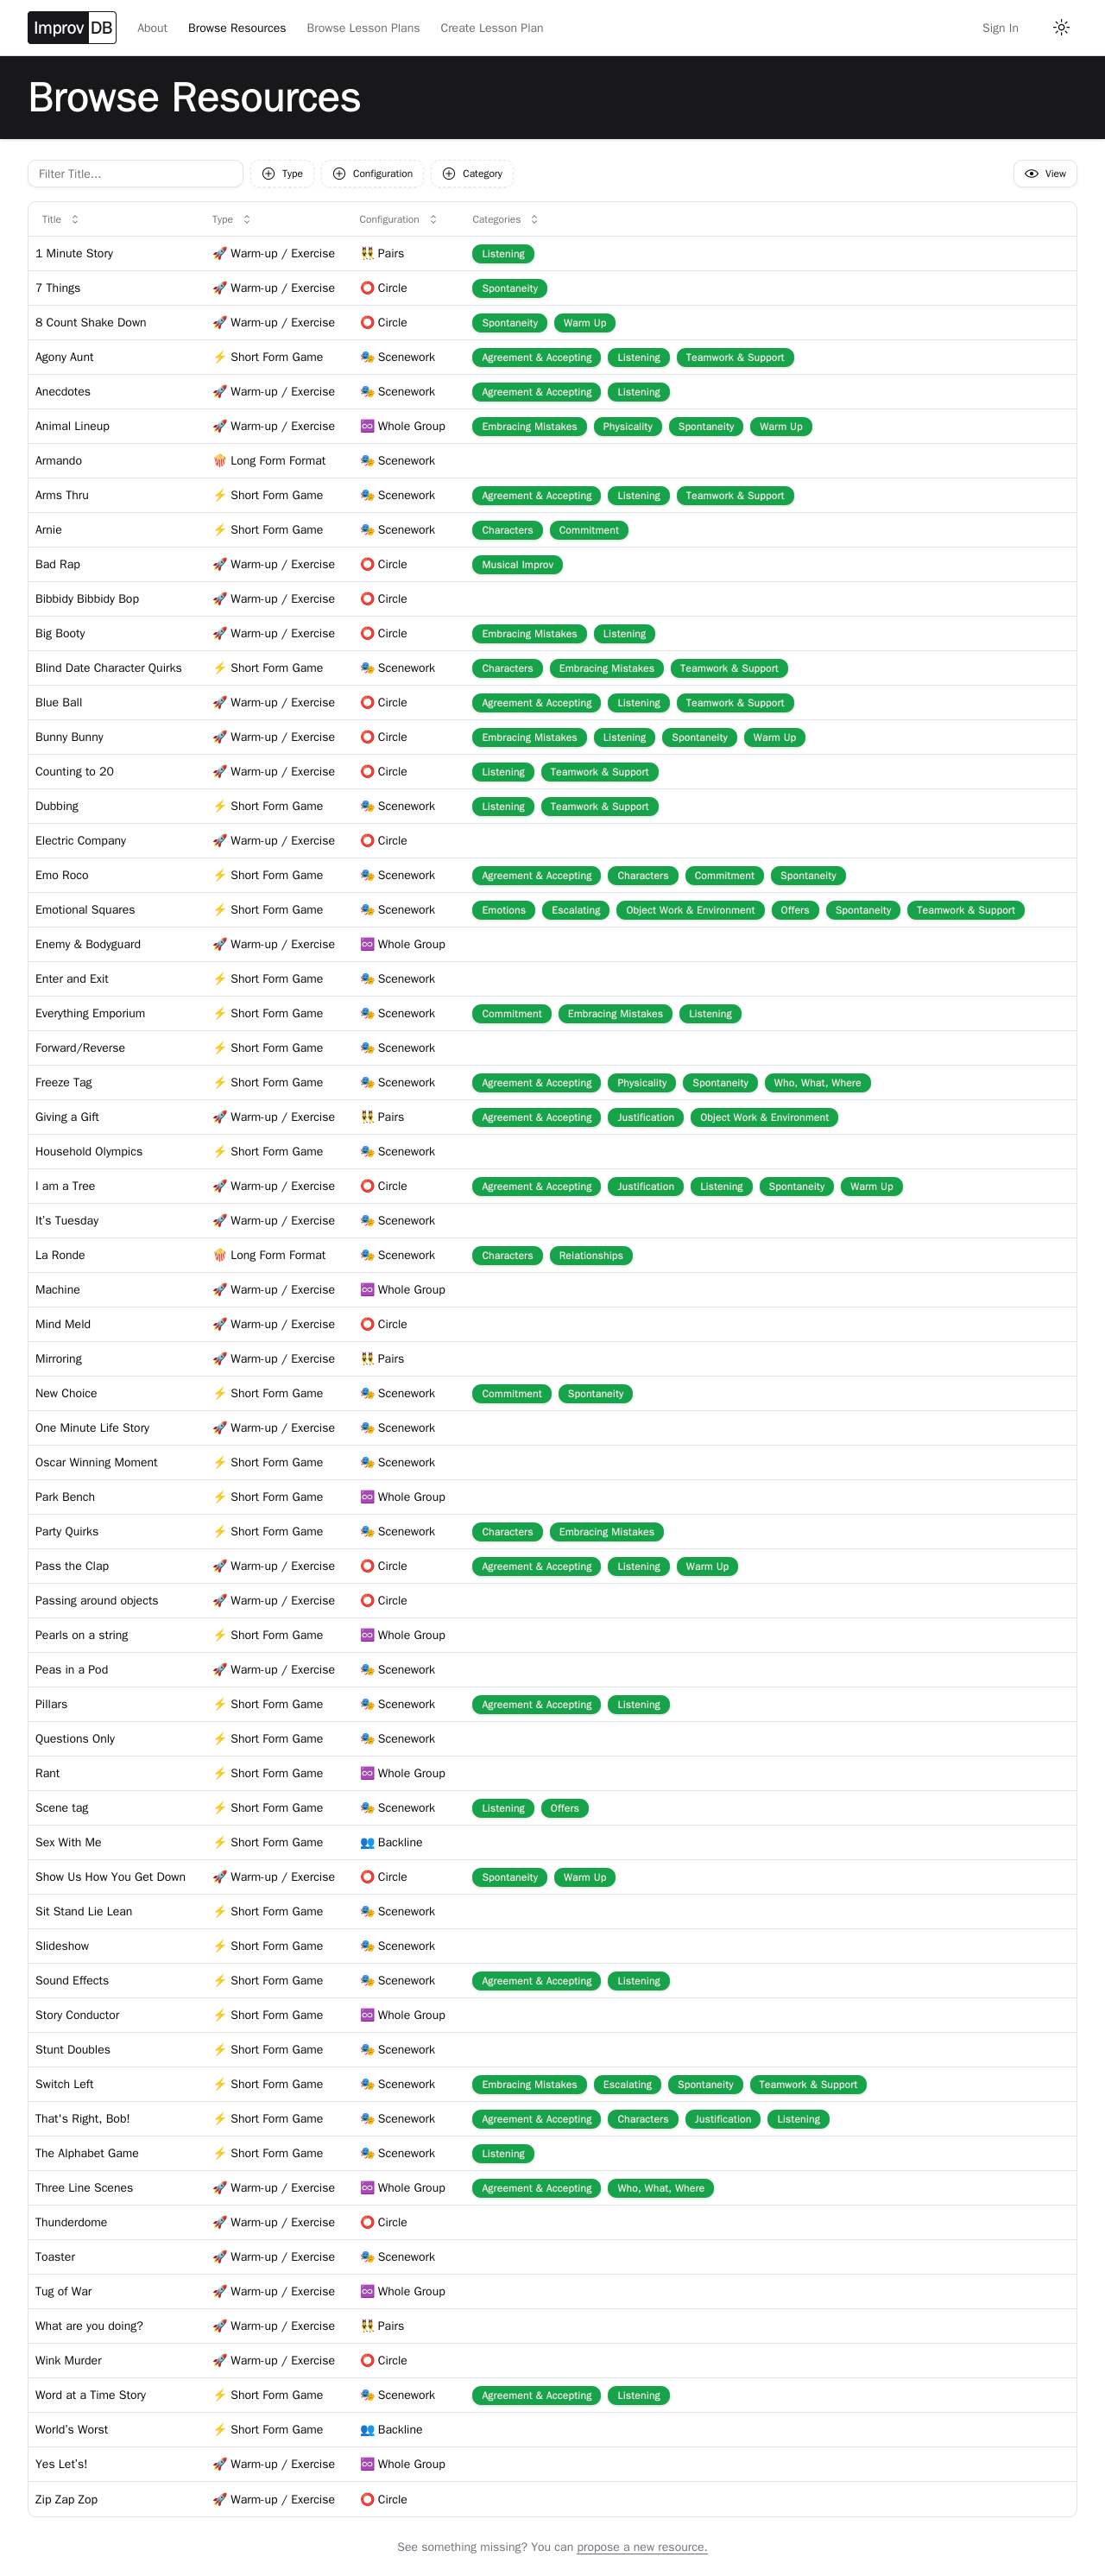 Improv DB About Browse Resources Browse Lesson Plans Create Lesson Plan Sign In
Browse Resources
Filter Title... Type Configuration Category View
Title Type Configuration Categories
1 Minute Story 🚀 Warm-up / Exercise 👯 Pairs Listening
7 Things 🚀 Warm-up / Exercise ⭕ Circle Spontaneity
8 Count Shake Down 🚀 Warm-up / Exercise ⭕ Circle Spontaneity Warm Up
Agony Aunt ⚡ Short Form Game 🎭 Scenework Agreement & Accepting Listening Teamwork & Support
Anecdotes 🚀 Warm-up / Exercise 🎭 Scenework Agreement & Accepting Listening
Animal Lineup 🚀 Warm-up / Exercise ♾️ Whole Group Embracing Mistakes Physicality Spontaneity Warm Up
Armando 🍿 Long Form Format 🎭 Scenework
Arms Thru ⚡ Short Form Game 🎭 Scenework Agreement & Accepting Listening Teamwork & Support
Arnie ⚡ Short Form Game 🎭 Scenework Characters Commitment
Bad Rap 🚀 Warm-up / Exercise ⭕ Circle Musical Improv
Bibbidy Bibbidy Bop 🚀 Warm-up / Exercise ⭕ Circle
Big Booty 🚀 Warm-up / Exercise ⭕ Circle Embracing Mistakes Listening
Blind Date Character Quirks ⚡ Short Form Game 🎭 Scenework Characters Embracing Mistakes Teamwork & Support
Blue Ball 🚀 Warm-up / Exercise ⭕ Circle Agreement & Accepting Listening Teamwork & Support
Bunny Bunny 🚀 Warm-up / Exercise ⭕ Circle Embracing Mistakes Listening Spontaneity Warm Up
Counting to 20 🚀 Warm-up / Exercise ⭕ Circle Listening Teamwork & Support
Dubbing ⚡ Short Form Game 🎭 Scenework Listening Teamwork & Support
Electric Company 🚀 Warm-up / Exercise ⭕ Circle
Emo Roco ⚡ Short Form Game 🎭 Scenework Agreement & Accepting Characters Commitment Spontaneity
Emotional Squares ⚡ Short Form Game 🎭 Scenework Emotions Escalating Object Work & Environment Offers Spontaneity Teamwork & Support
Enemy & Bodyguard 🚀 Warm-up / Exercise ♾️ Whole Group
Enter and Exit ⚡ Short Form Game 🎭 Scenework
Everything Emporium ⚡ Short Form Game 🎭 Scenework Commitment Embracing Mistakes Listening
Forward/Reverse ⚡ Short Form Game 🎭 Scenework
Freeze Tag ⚡ Short Form Game 🎭 Scenework Agreement & Accepting Physicality Spontaneity Who, What, Where
Giving a Gift 🚀 Warm-up / Exercise 👯 Pairs Agreement & Accepting Justification Object Work & Environment
Household Olympics ⚡ Short Form Game 🎭 Scenework
I am a Tree 🚀 Warm-up / Exercise ⭕ Circle Agreement & Accepting Justification Listening Spontaneity Warm Up
It's Tuesday 🚀 Warm-up / Exercise 🎭 Scenework
La Ronde 🍿 Long Form Format 🎭 Scenework Characters Relationships
Machine 🚀 Warm-up / Exercise ♾️ Whole Group
Mind Meld 🚀 Warm-up / Exercise ⭕ Circle
Mirroring 🚀 Warm-up / Exercise 👯 Pairs
New Choice ⚡ Short Form Game 🎭 Scenework Commitment Spontaneity
One Minute Life Story 🚀 Warm-up / Exercise 🎭 Scenework
Oscar Winning Moment ⚡ Short Form Game 🎭 Scenework
Park Bench ⚡ Short Form Game ♾️ Whole Group
Party Quirks ⚡ Short Form Game 🎭 Scenework Characters Embracing Mistakes
Pass the Clap 🚀 Warm-up / Exercise ⭕ Circle Agreement & Accepting Listening Warm Up
Passing around objects 🚀 Warm-up / Exercise ⭕ Circle
Pearls on a string ⚡ Short Form Game ♾️ Whole Group
Peas in a Pod 🚀 Warm-up / Exercise 🎭 Scenework
Pillars ⚡ Short Form Game 🎭 Scenework Agreement & Accepting Listening
Questions Only ⚡ Short Form Game 🎭 Scenework
Rant ⚡ Short Form Game ♾️ Whole Group
Scene tag ⚡ Short Form Game 🎭 Scenework Listening Offers
Sex With Me ⚡ Short Form Game 👥 Backline
Show Us How You Get Down 🚀 Warm-up / Exercise ⭕ Circle Spontaneity Warm Up
Sit Stand Lie Lean ⚡ Short Form Game 🎭 Scenework
Slideshow ⚡ Short Form Game 🎭 Scenework
Sound Effects ⚡ Short Form Game 🎭 Scenework Agreement & Accepting Listening
Story Conductor ⚡ Short Form Game ♾️ Whole Group
Stunt Doubles ⚡ Short Form Game 🎭 Scenework
Switch Left ⚡ Short Form Game 🎭 Scenework Embracing Mistakes Escalating Spontaneity Teamwork & Support
That's Right, Bob! ⚡ Short Form Game 🎭 Scenework Agreement & Accepting Characters Justification Listening
The Alphabet Game ⚡ Short Form Game 🎭 Scenework Listening
Three Line Scenes 🚀 Warm-up / Exercise ♾️ Whole Group Agreement & Accepting Who, What, Where
Thunderdome 🚀 Warm-up / Exercise ⭕ Circle
Toaster 🚀 Warm-up / Exercise 🎭 Scenework
Tug of War 🚀 Warm-up / Exercise ♾️ Whole Group
What are you doing? 🚀 Warm-up / Exercise 👯 Pairs
Wink Murder 🚀 Warm-up / Exercise ⭕ Circle
Word at a Time Story ⚡ Short Form Game 🎭 Scenework Agreement & Accepting Listening
World's Worst ⚡ Short Form Game 👥 Backline
Yes Let's! 🚀 Warm-up / Exercise ♾️ Whole Group
Zip Zap Zop 🚀 Warm-up / Exercise ⭕ Circle
See something missing? You can propose a new resource.